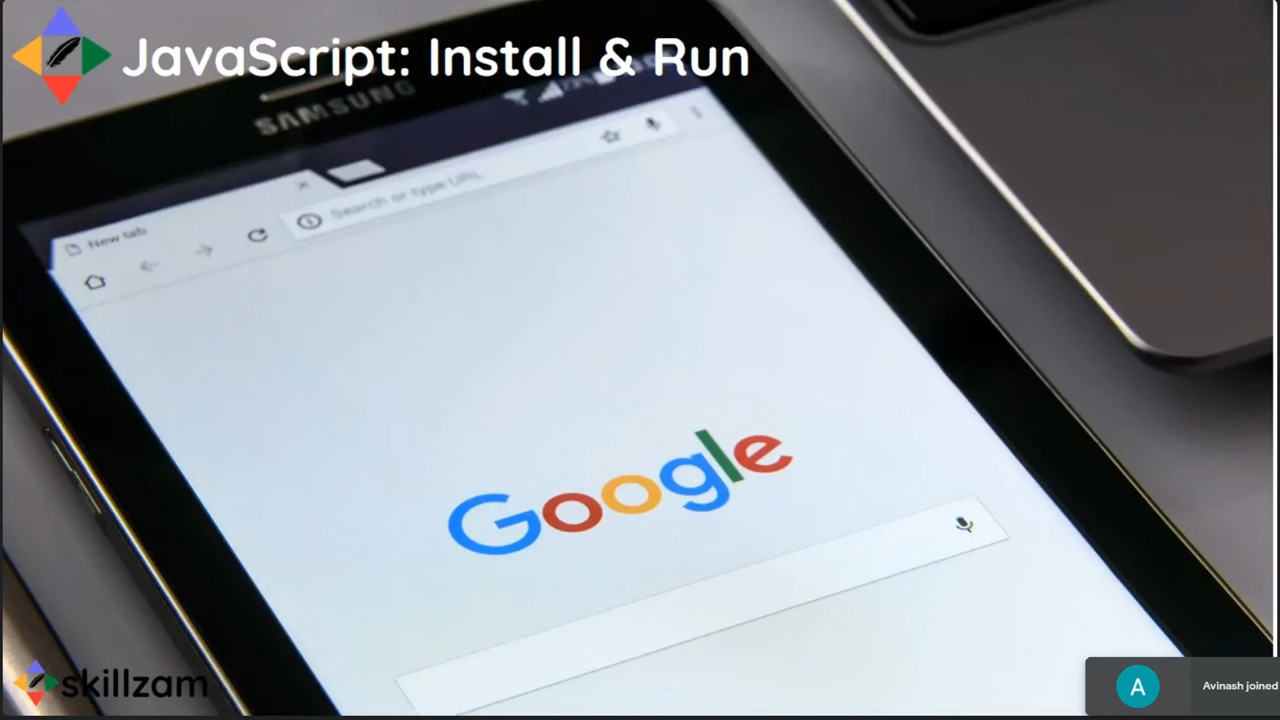 JavaScript: Install & Run
SAMSUNG
New tab
Search or type URL
Google
skillzam
A
Avinash joined